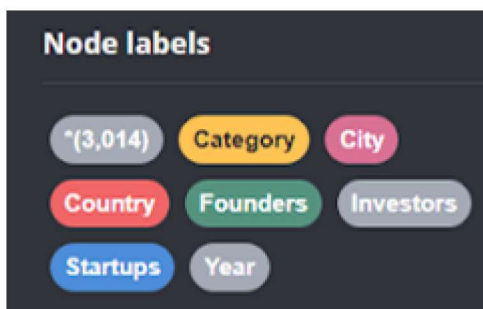 Node labels
*(3,014) Category City
Country Founders Investors
Startups Year